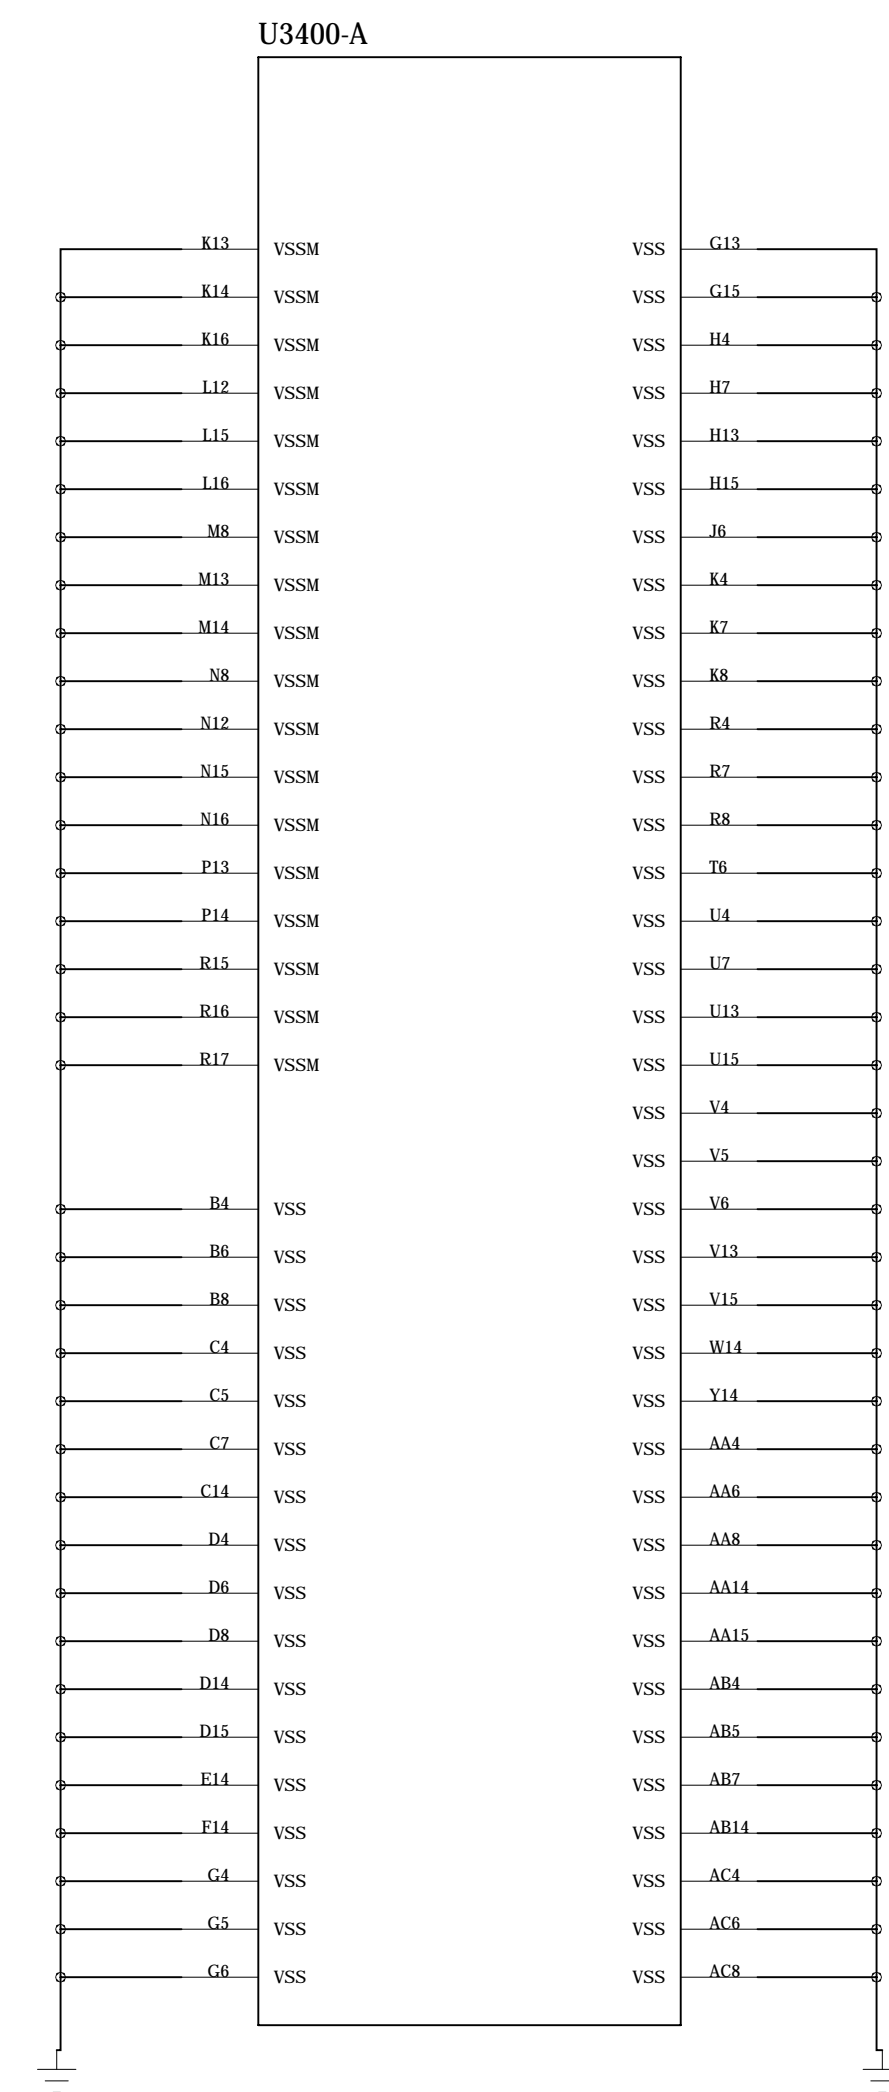 U3400-A
K13 VSSM VSS G13
K14 VSSM VSS G15
K16 VSSM VSS H4
L12 VSSM VSS H7
L15 VSSM VSS H13
L16 VSSM VSS H15
M8 VSSM VSS J6
M13 VSSM VSS K4
M14 VSSM VSS K7
N8 VSSM VSS K8
N12 VSSM VSS R4
N15 VSSM VSS R7
N16 VSSM VSS R8
P13 VSSM VSS T6
P14 VSSM VSS U4
R15 VSSM VSS U7
R16 VSSM VSS U13
R17 VSSM VSS U15
VSS V4
VSS V5
B4 VSS VSS V6
B6 VSS VSS V13
B8 VSS VSS V15
C4 VSS VSS W14
C5 VSS VSS Y14
C7 VSS VSS AA4
C14 VSS VSS AA6
D4 VSS VSS AA8
D6 VSS VSS AA14
D8 VSS VSS AA15
D14 VSS VSS AB4
D15 VSS VSS AB5
E14 VSS VSS AB7
F14 VSS VSS AB14
G4 VSS VSS AC4
G5 VSS VSS AC6
G6 VSS VSS AC8